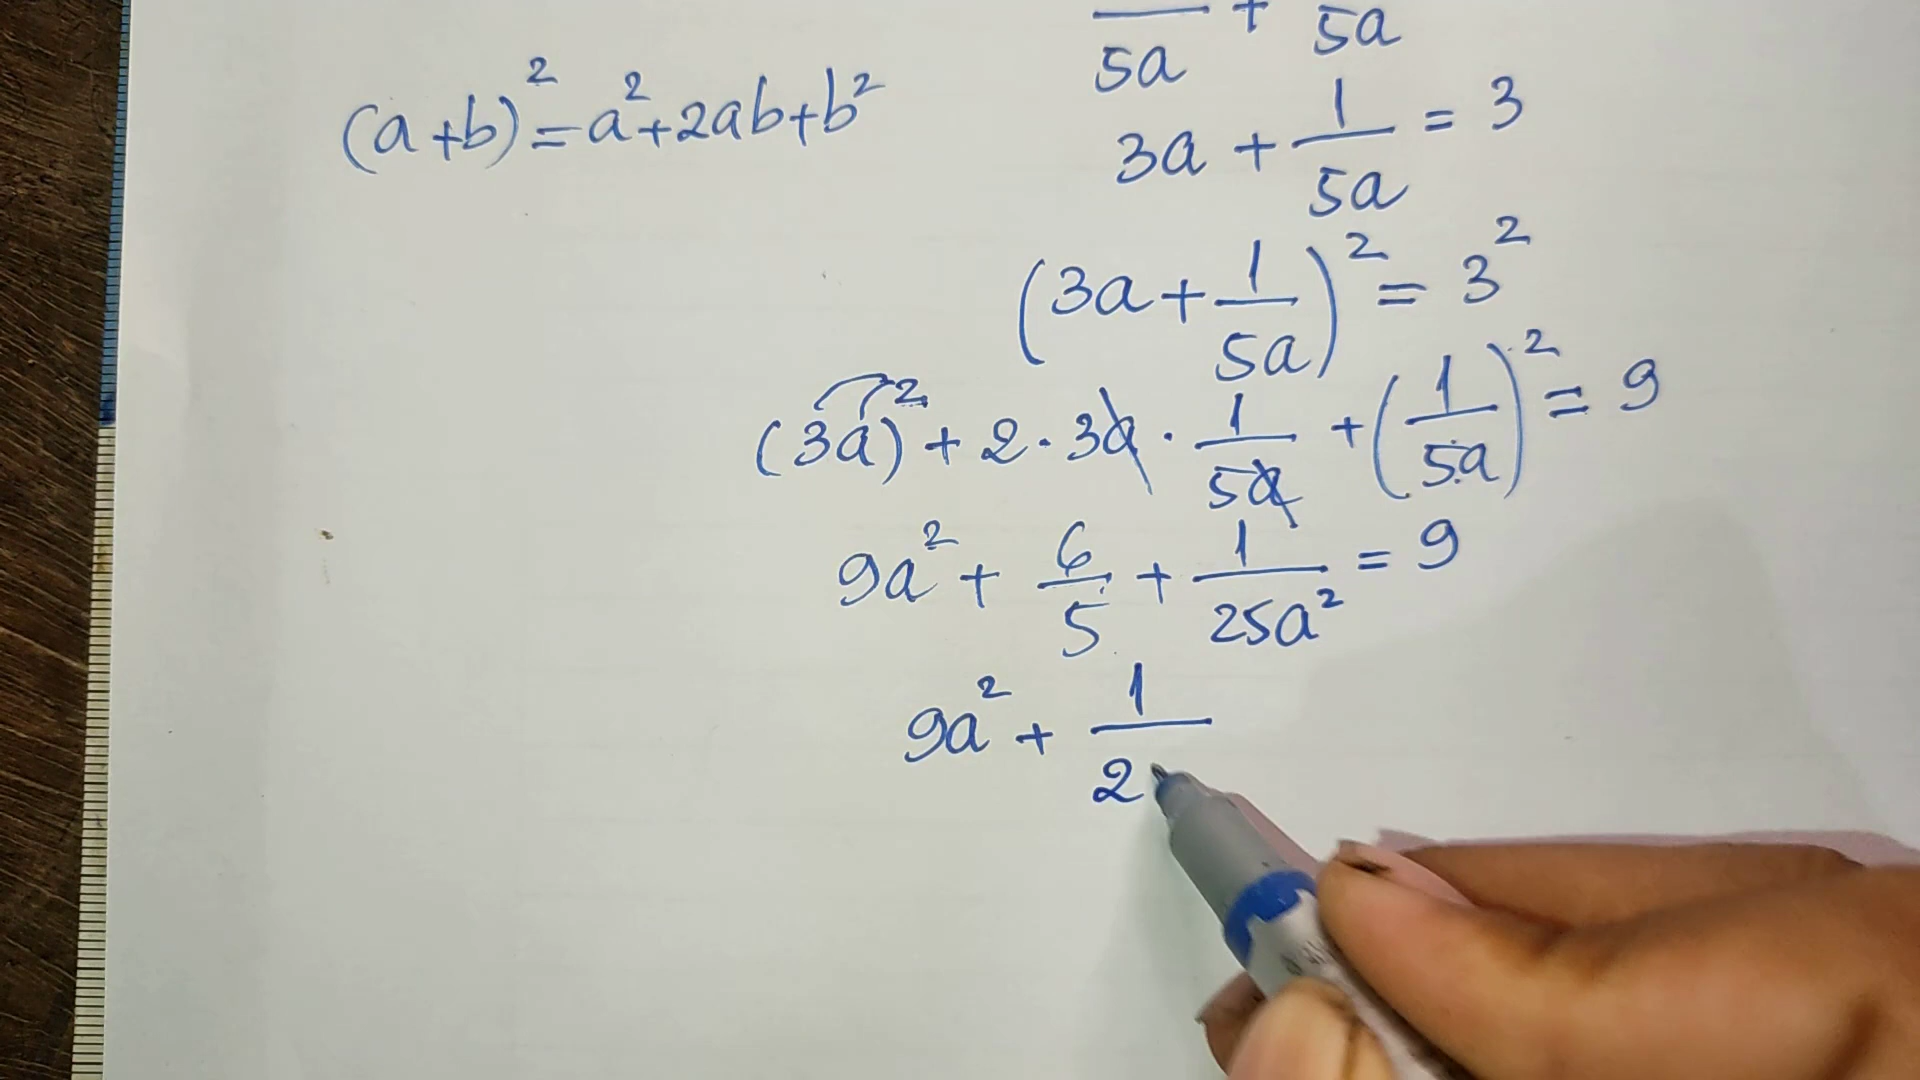 ― + 1/5a
(a+b)² = a² + 2ab + b²
3a + 1/5a = 3
(3a + 1/5a)² = 3²
(3a)² + 2 · 3a · 1/5a + (1/5a)² = 9
9a² + 6/5 + 1/25a² = 9
9a² + 1/2